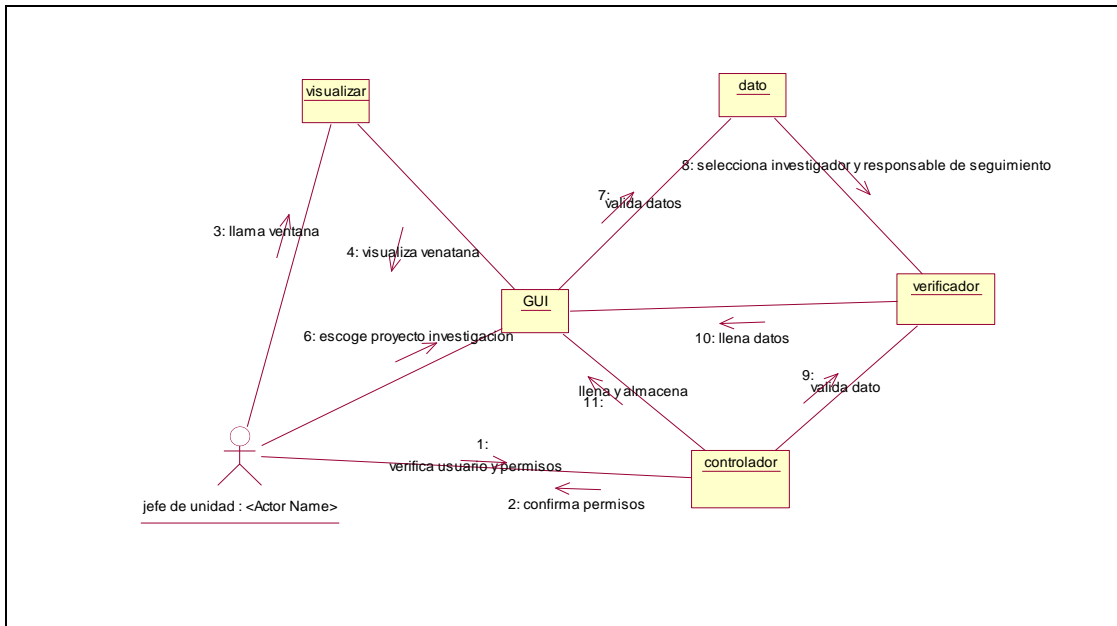 visualizar
dato
8: selecciona investigador y responsable de seguimiento
7:
valida datos
3: llama ventana
4: visualiza venatana
verificador
GUI
6: escoge proyecto investigación
10: llena datos
9:
valida dato
llena y almacena
11:
1:
verifica usuario y permisos
controlador
2: confirma permisos
jefe de unidad : <Actor Name>